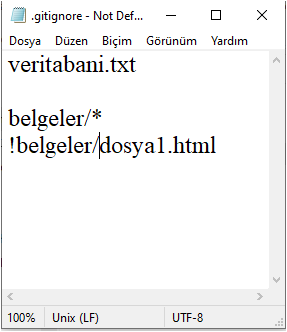 .gitignore - Not Def...
Dosya Düzen Biçim Görünüm Yardım
veritabani.txt
belgeler/*
!belgeler/dosya1.html
100% Unix (LF) UTF-8